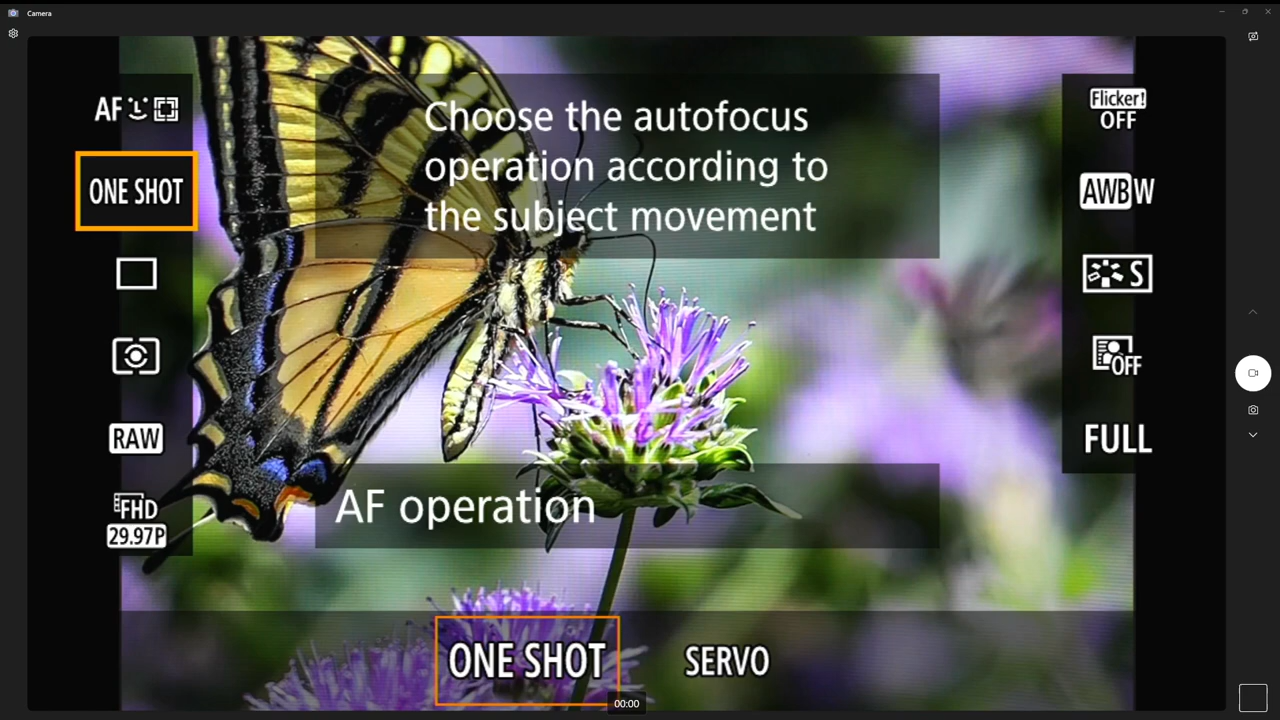 Camera
AF
ONE SHOT
RAW
FHD
29.97P
Choose the autofocus
operation according to
the subject movement
AF operation
ONE SHOT
SERVO
00:00
Flicker!
OFF
AWBW
S
OFF
FULL